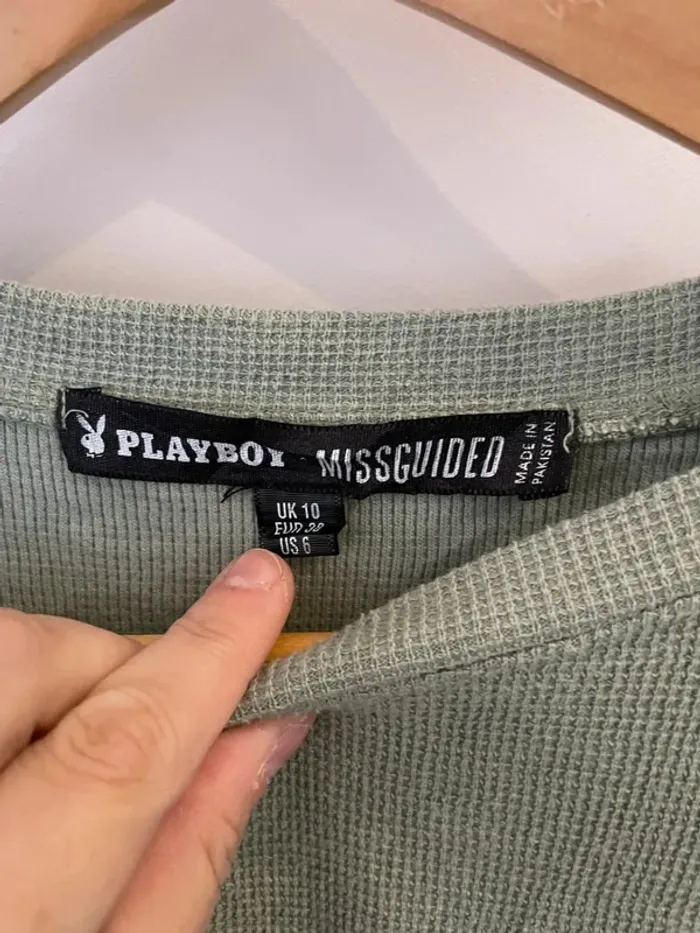 PLAYBOY · MISSGUIDED
MADE IN
PAKISTAN
UK 10
EUR 38
US 6